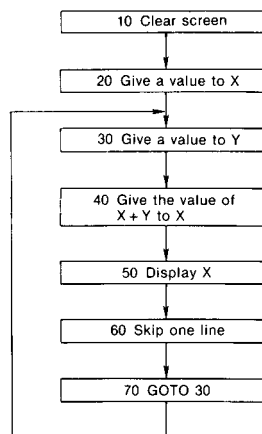 10 Clear screen
20 Give a value to X
30 Give a value to Y
40 Give the value of
X + Y to X
50 Display X
60 Skip one line
70 GOTO 30